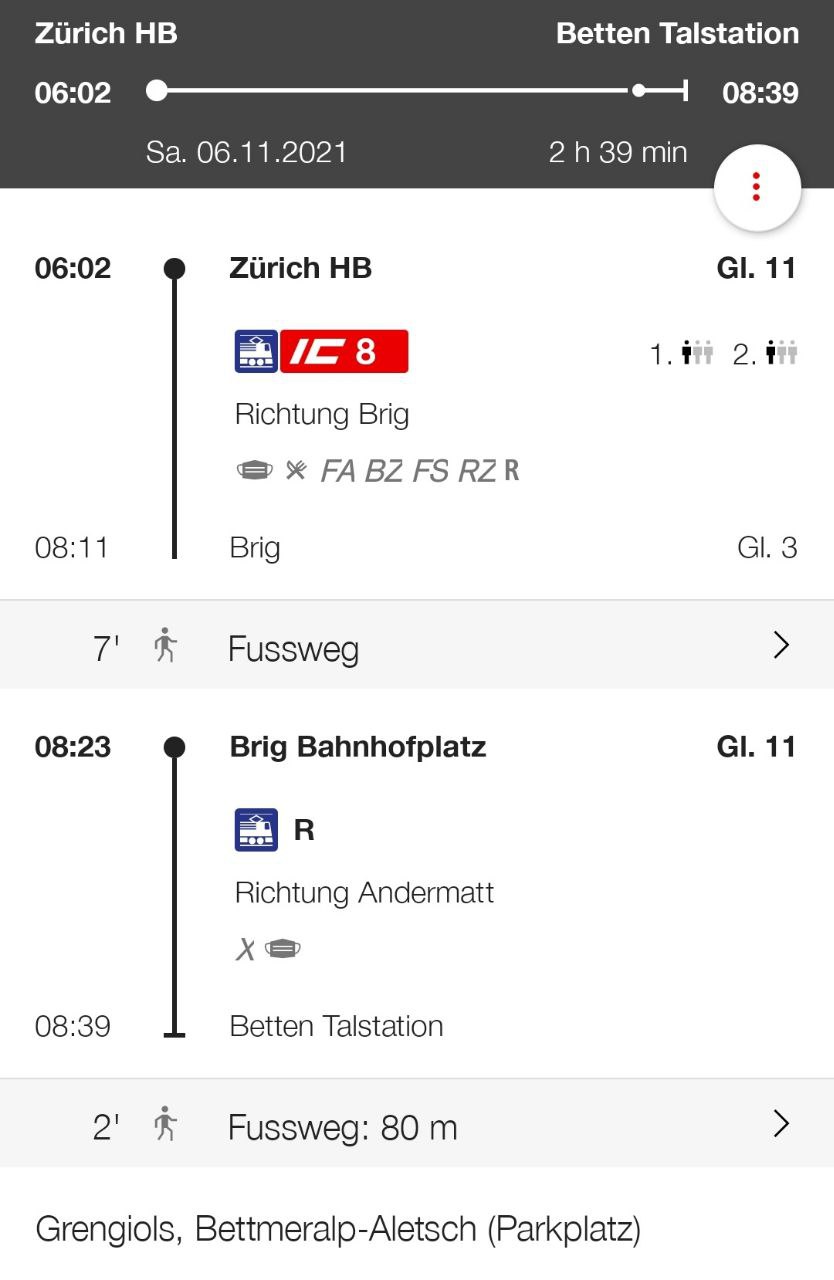 Zürich HB Betten Talstation
06:02 08:39
Sa. 06.11.2021 2 h 39 min
06:02 Zürich HB Gl. 11
IC 8 1. 2.
Richtung Brig
FA BZ FS RZ R
08:11 Brig Gl. 3
7' Fussweg
08:23 Brig Bahnhofplatz Gl. 11
R
Richtung Andermatt
X
08:39 Betten Talstation
2' Fussweg: 80 m
Grengiols, Bettmeralp-Aletsch (Parkplatz)